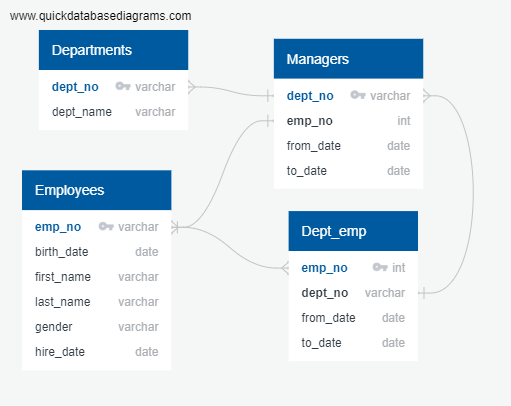 www.quickdatabasediagrams.com
Departments
dept_no varchar
dept_name varchar
Managers
dept_no varchar
emp_no int
from_date date
to_date date
Employees
emp_no varchar
birth_date date
first_name varchar
last_name varchar
gender varchar
hire_date date
Dept_emp
emp_no int
dept_no varchar
from_date date
to_date date